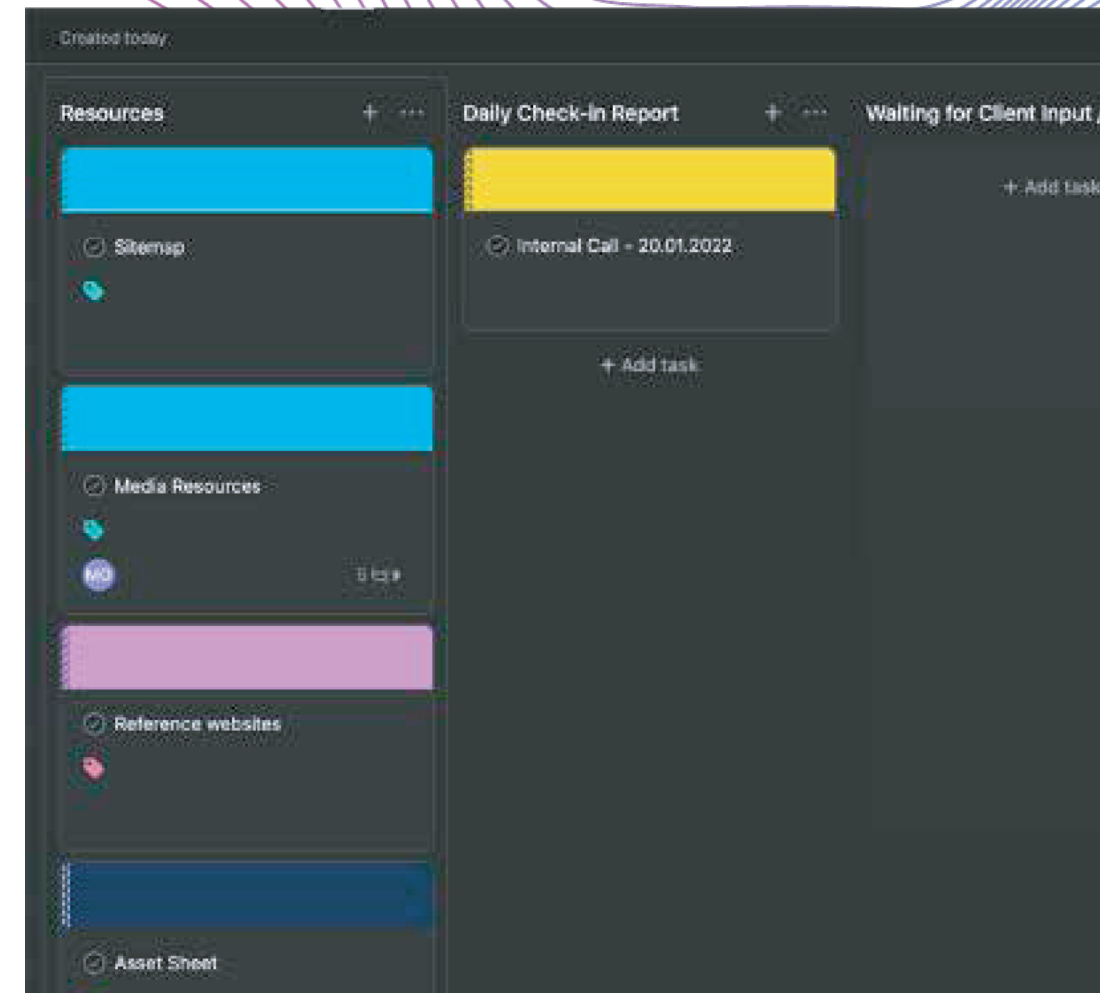 Created today
Resources
Daily Check-in Report
Waiting for Client Input /
+ Add task
Sitemap
Internal Call - 20.01.2022
+ Add task
Media Resources
MO
Reference websites
Asset Sheet